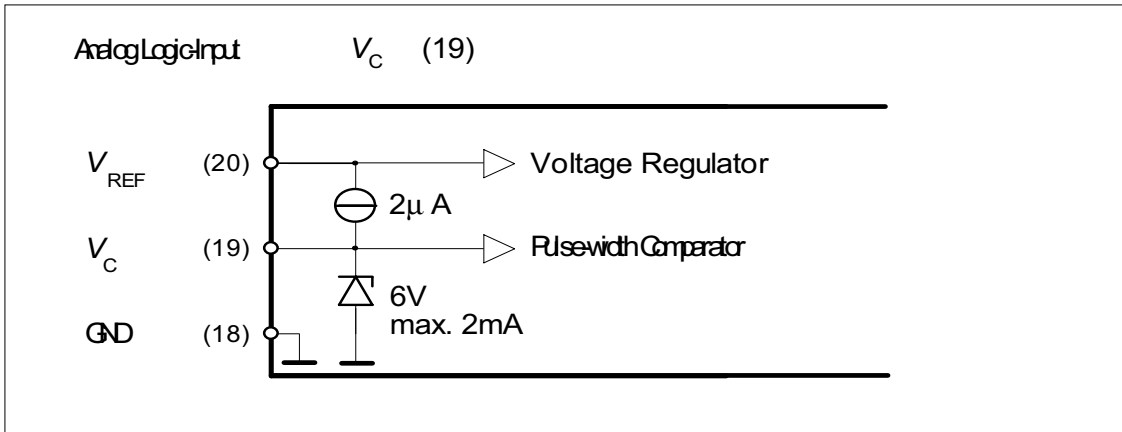 Analog Logic-Input V_C (19)
V_REF (20) Voltage Regulator
2μ A
V_C (19) Pulse-width Comparator
6V
max. 2mA
GND (18)